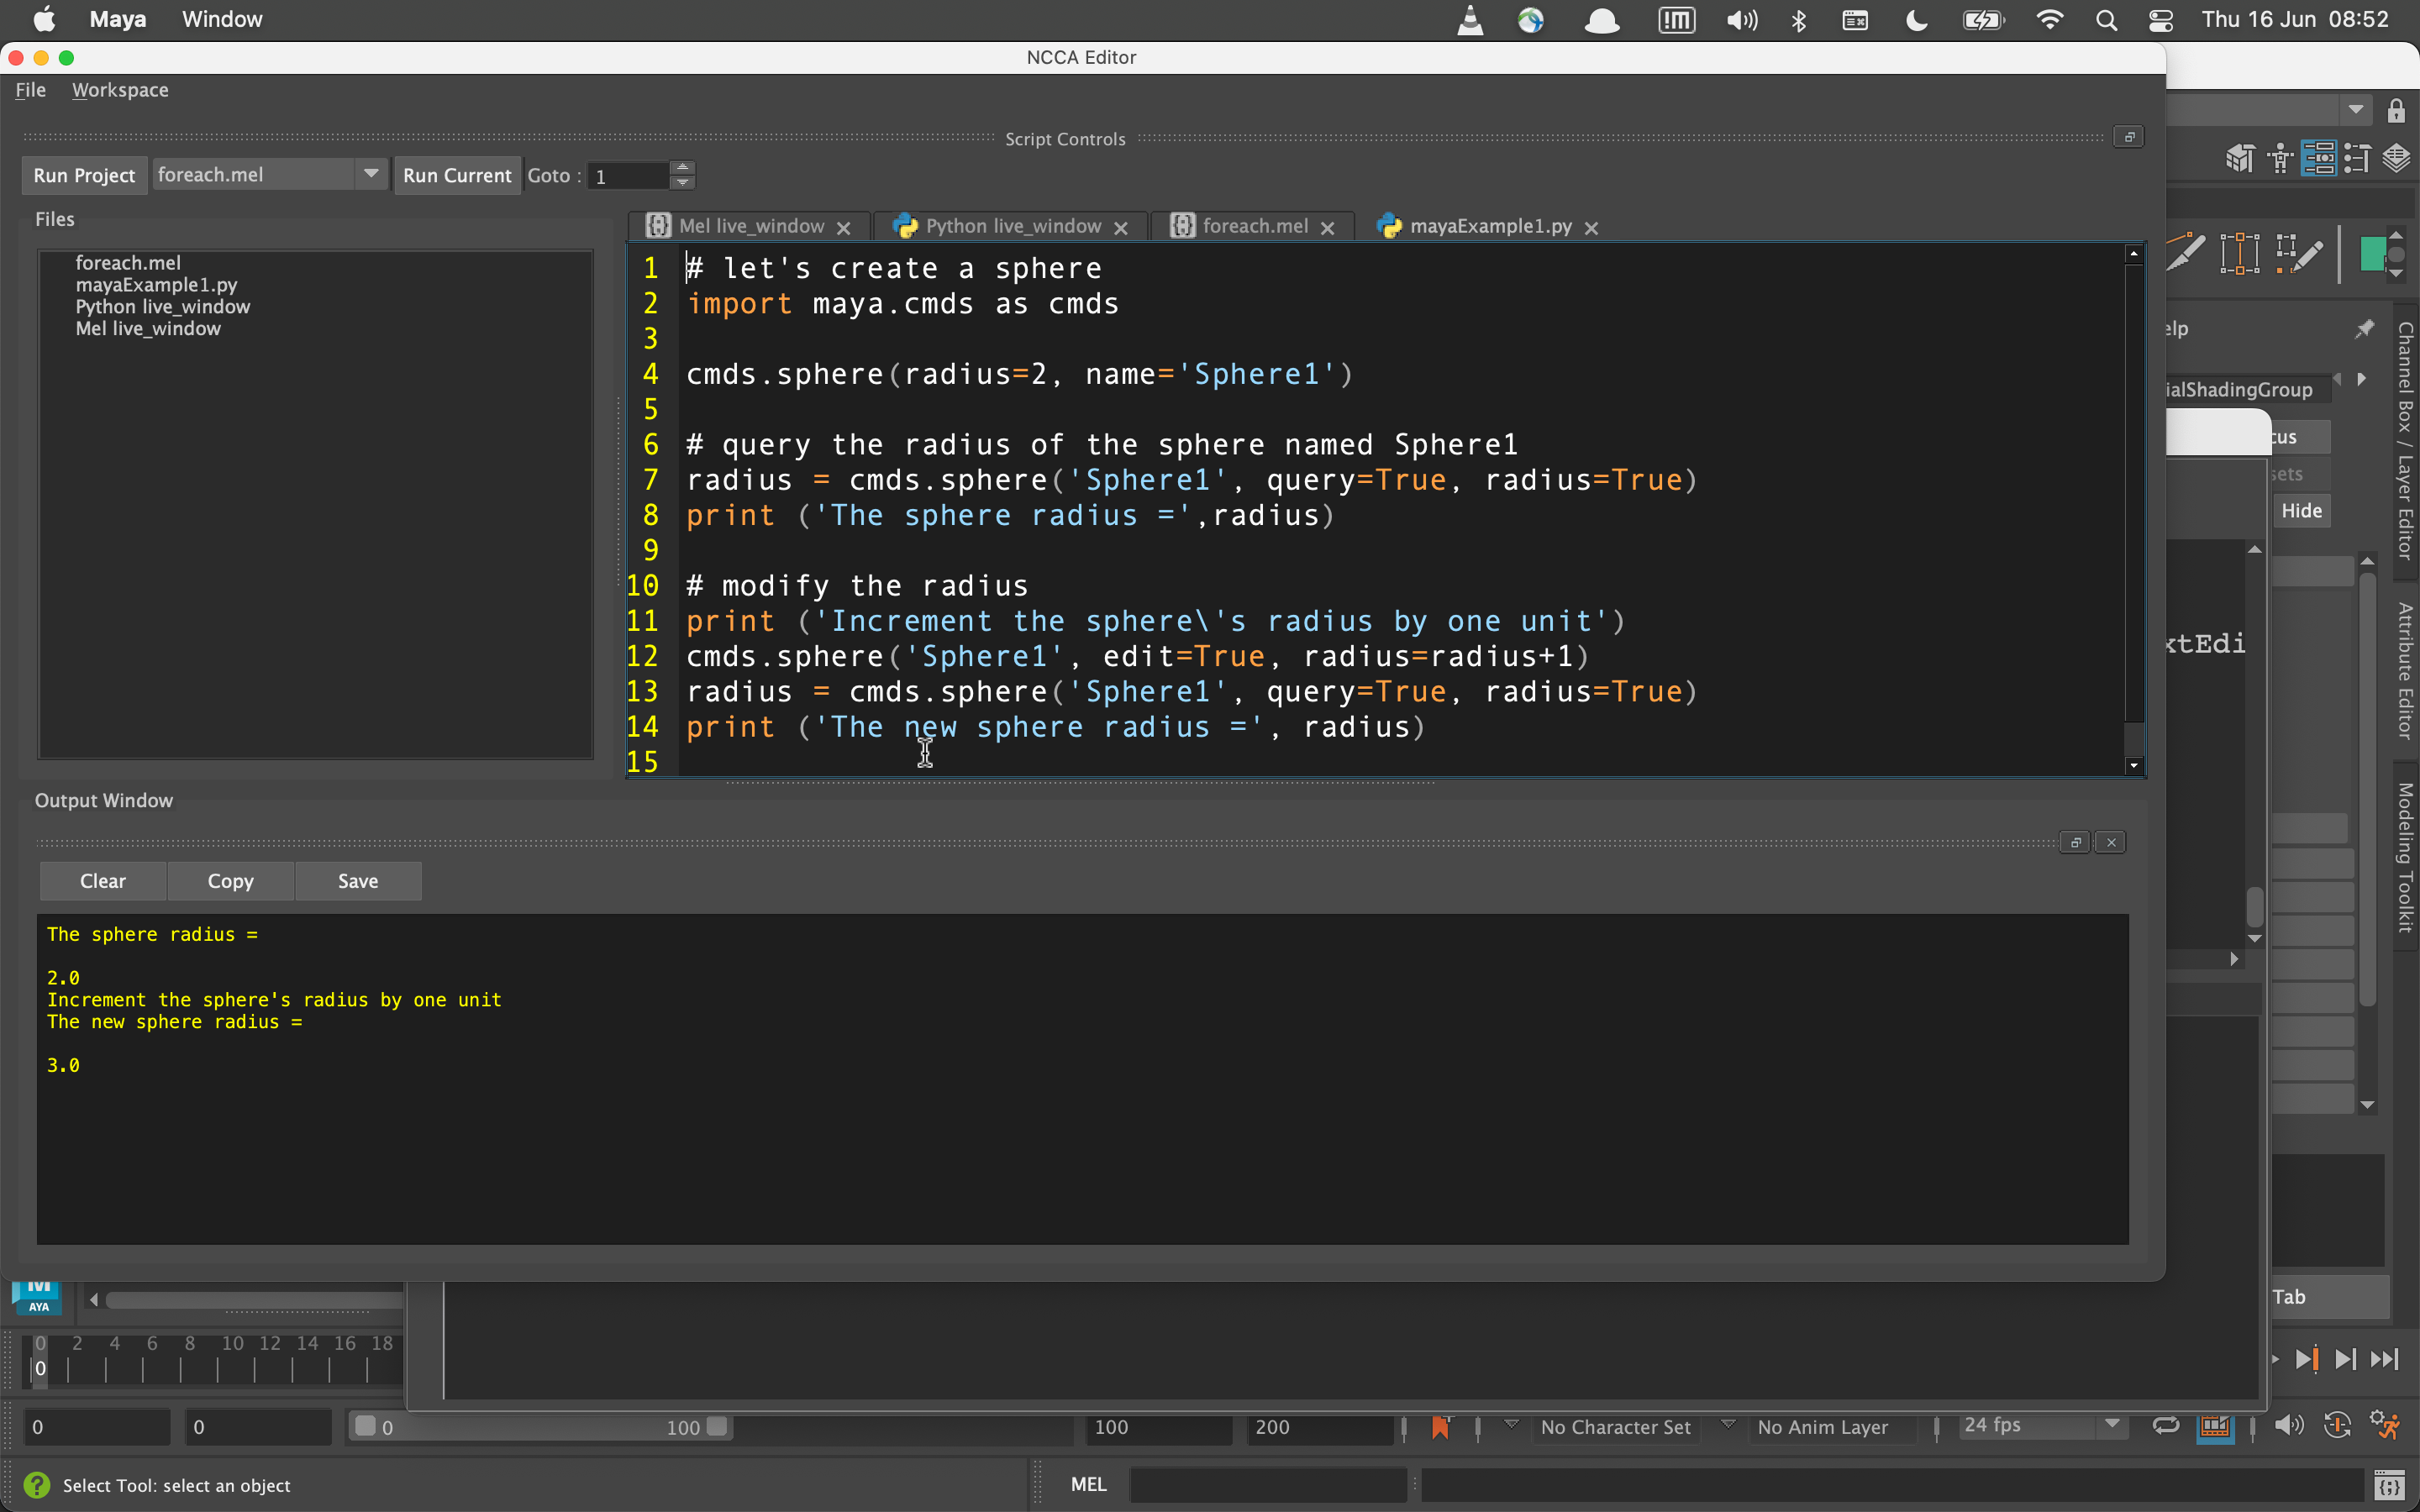 Maya Window Thu 16 Jun 08:52
NCCA Editor
File Workspace
Script Controls
Run Project foreach.mel Run Current Goto : 1
Files
foreach.mel
mayaExample1.py
Python live_window
Mel live_window
Mel live_window Python live_window foreach.mel mayaExample1.py
1 # let's create a sphere
2 import maya.cmds as cmds
3
4 cmds.sphere(radius=2, name='Sphere1')
5
6 # query the radius of the sphere named Sphere1
7 radius = cmds.sphere('Sphere1', query=True, radius=True)
8 print ('The sphere radius =',radius)
9
10 # modify the radius
11 print ('Increment the sphere\'s radius by one unit')
12 cmds.sphere('Sphere1', edit=True, radius=radius+1)
13 radius = cmds.sphere('Sphere1', query=True, radius=True)
14 print ('The new sphere radius =', radius)
15
Output Window
Clear Copy Save
The sphere radius =
2.0
Increment the sphere's radius by one unit
The new sphere radius =
3.0
elp
ialShadingGroup
cus
sets
Hide
xtEdi
Channel Box / Layer Editor
Attribute Editor
Modeling Toolkit
Tab
M
AYA
0 2 4 6 8 10 12 14 16 18
0
0 0 0 100 100 200 No Character Set No Anim Layer 24 fps
Select Tool: select an object MEL